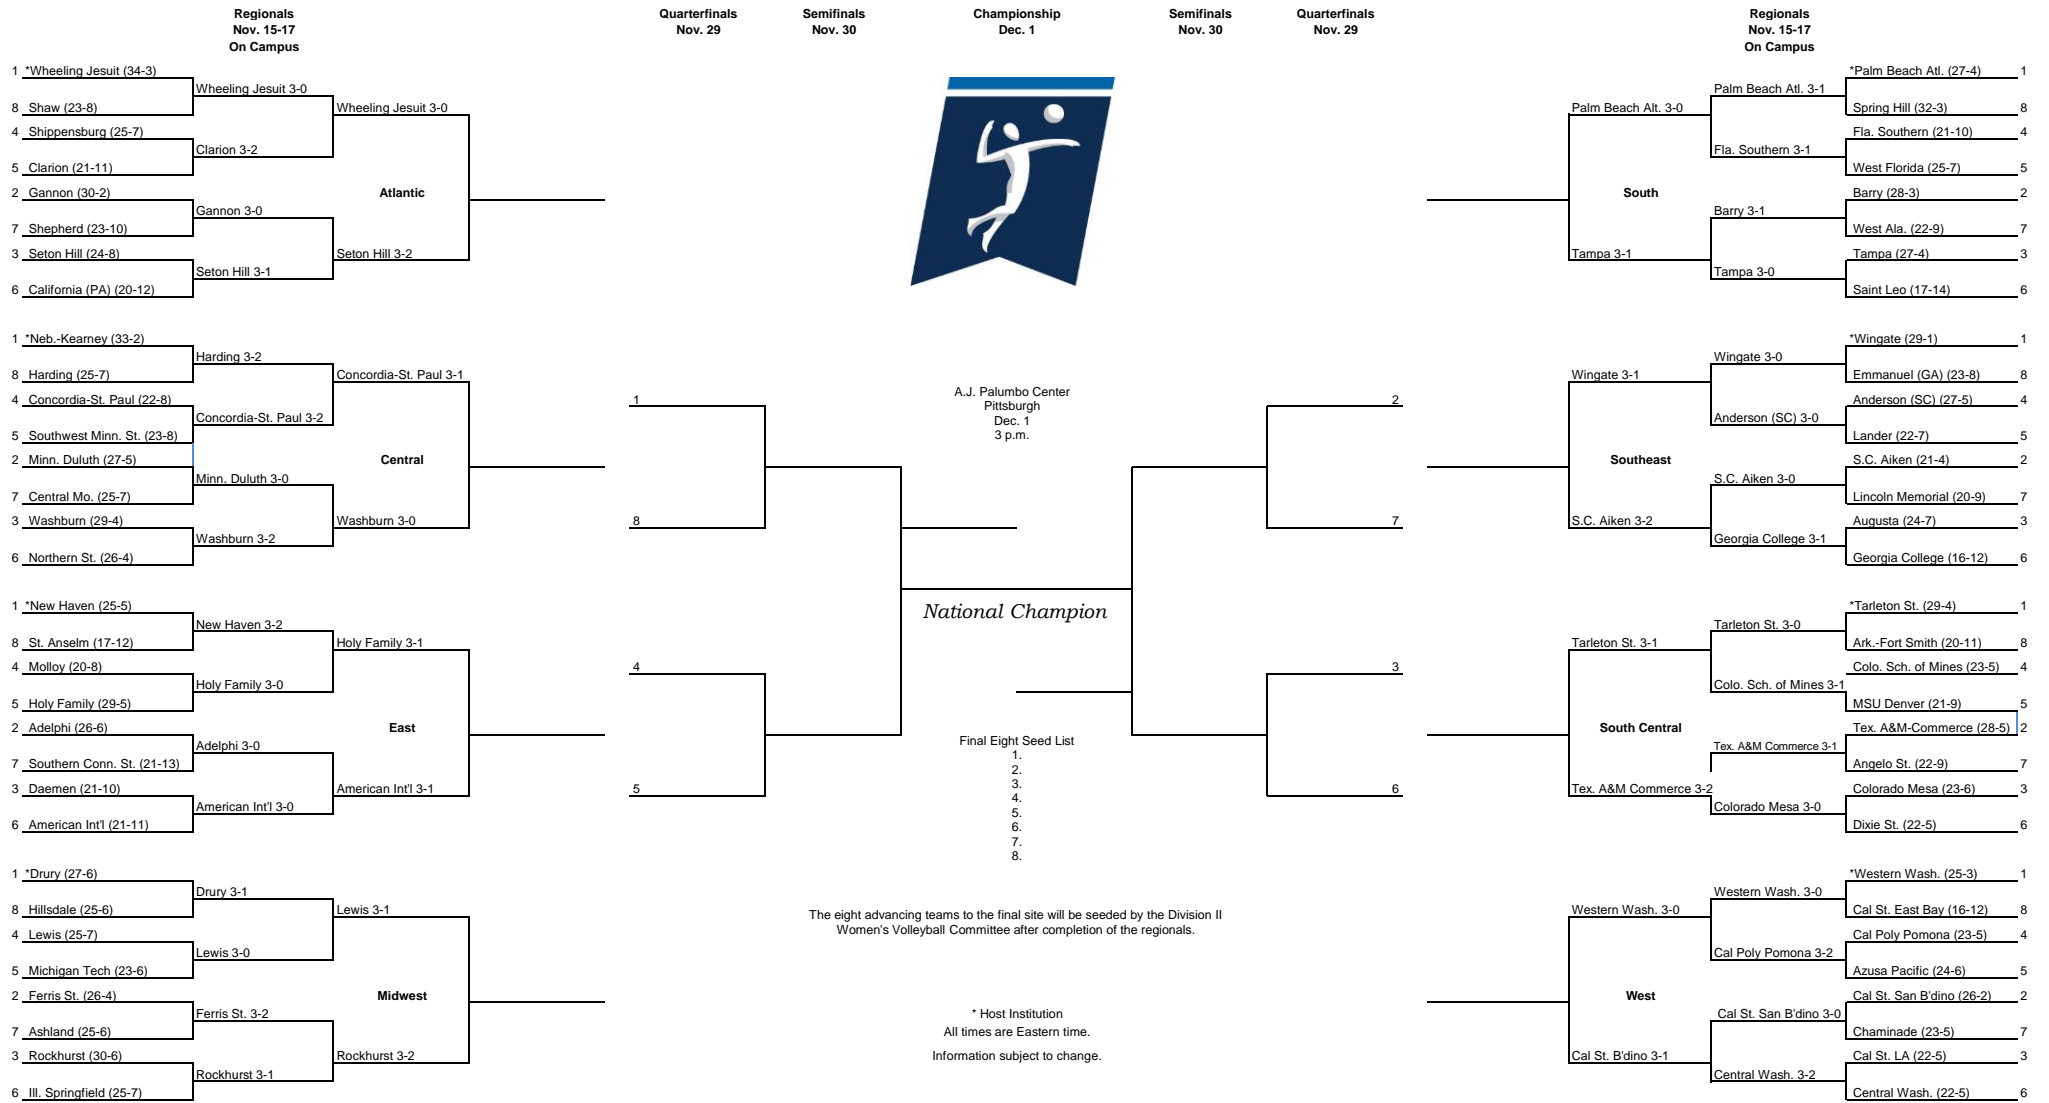 Regionals
Nov. 15-17
On Campus
Quarterfinals
Nov. 29
Semifinals
Nov. 30
Championship
Dec. 1
Semifinals
Nov. 30
Quarterfinals
Nov. 29
Regionals
Nov. 15-17
On Campus
1 *Wheeling Jesuit (34-3)
Wheeling Jesuit 3-0
8 Shaw (23-8)
Wheeling Jesuit 3-0
4 Shippensburg (25-7)
Clarion 3-2
5 Clarion (21-11)
Atlantic
2 Gannon (30-2)
Gannon 3-0
7 Shepherd (23-10)
Seton Hill 3-2
3 Seton Hill (24-8)
Seton Hill 3-1
6 California (PA) (20-12)
1 *Neb.-Kearney (33-2)
Harding 3-2
8 Harding (25-7)
Concordia-St. Paul 3-1
4 Concordia-St. Paul (22-8)
Concordia-St. Paul 3-2
5 Southwest Minn. St. (23-8)
Central
2 Minn. Duluth (27-5)
Minn. Duluth 3-0
7 Central Mo. (25-7)
Washburn 3-0
3 Washburn (29-4)
Washburn 3-2
6 Northern St. (26-4)
1 *New Haven (25-5)
New Haven 3-2
8 St. Anselm (17-12)
Holy Family 3-1
4 Molloy (20-8)
Holy Family 3-0
5 Holy Family (29-5)
East
2 Adelphi (26-6)
Adelphi 3-0
7 Southern Conn. St. (21-13)
American Int'l 3-1
3 Daemen (21-10)
American Int'l 3-0
6 American Int'l (21-11)
1 *Drury (27-6)
Drury 3-1
8 Hillsdale (25-6)
Lewis 3-1
4 Lewis (25-7)
Lewis 3-0
5 Michigan Tech (23-6)
Midwest
2 Ferris St. (26-4)
Ferris St. 3-2
7 Ashland (25-6)
Rockhurst 3-2
3 Rockhurst (30-6)
Rockhurst 3-1
6 Ill. Springfield (25-7)
1
8
4
5
A.J. Palumbo Center
Pittsburgh
Dec. 1
3 p.m.
National Champion
Final Eight Seed List
1.
2.
3.
4.
5.
6.
7.
8.
The eight advancing teams to the final site will be seeded by the Division II
Women's Volleyball Committee after completion of the regionals.
* Host Institution
All times are Eastern time.
Information subject to change.
2
7
3
6
*Palm Beach Atl. (27-4) 1
Palm Beach Atl. 3-1
Palm Beach Alt. 3-0
Spring Hill (32-3) 8
Fla. Southern (21-10) 4
Fla. Southern 3-1
West Florida (25-7) 5
South
Barry (28-3) 2
Barry 3-1
West Ala. (22-9) 7
Tampa 3-1
Tampa (27-4) 3
Tampa 3-0
Saint Leo (17-14) 6
*Wingate (29-1) 1
Wingate 3-0
Wingate 3-1
Emmanuel (GA) (23-8) 8
Anderson (SC) (27-5) 4
Anderson (SC) 3-0
Lander (22-7) 5
Southeast
S.C. Aiken (21-4) 2
S.C. Aiken 3-0
Lincoln Memorial (20-9) 7
S.C. Aiken 3-2
Augusta (24-7) 3
Georgia College 3-1
Georgia College (16-12) 6
*Tarleton St. (29-4) 1
Tarleton St. 3-0
Tarleton St. 3-1
Ark.-Fort Smith (20-11) 8
Colo. Sch. of Mines (23-5) 4
Colo. Sch. of Mines 3-1
MSU Denver (21-9) 5
South Central
Tex. A&M-Commerce (28-5) 2
Tex. A&M Commerce 3-1
Angelo St. (22-9) 7
Tex. A&M Commerce 3-2
Colorado Mesa (23-6) 3
Colorado Mesa 3-0
Dixie St. (22-5) 6
*Western Wash. (25-3) 1
Western Wash. 3-0
Western Wash. 3-0
Cal St. East Bay (16-12) 8
Cal Poly Pomona (23-5) 4
Cal Poly Pomona 3-2
Azusa Pacific (24-6) 5
West
Cal St. San B'dino (26-2) 2
Cal St. San B'dino 3-0
Chaminade (23-5) 7
Cal St. B'dino 3-1
Cal St. LA (22-5) 3
Central Wash. 3-2
Central Wash. (22-5) 6